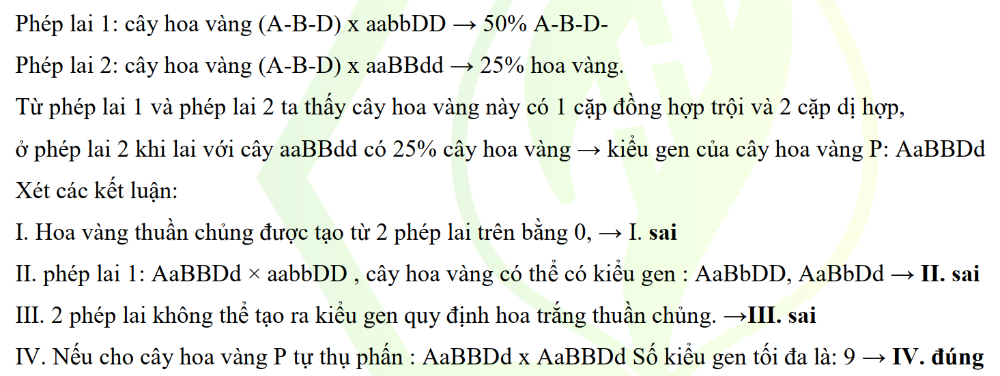 Phép lai 1: cây hoa vàng (A-B-D) x aabbDD → 50% A-B-D-
Phép lai 2: cây hoa vàng (A-B-D) x aaBBdd → 25% hoa vàng.
Từ phép lai 1 và phép lai 2 ta thấy cây hoa vàng này có 1 cặp đồng hợp trội và 2 cặp dị hợp,
ở phép lai 2 khi lai với cây aaBBdd có 25% cây hoa vàng → kiểu gen của cây hoa vàng P: AaBBDd
Xét các kết luận:
I. Hoa vàng thuần chủng được tạo từ 2 phép lai trên bằng 0, → I. sai
II. phép lai 1: AaBBDd × aabbDD , cây hoa vàng có thể có kiểu gen : AaBbDD, AaBbDd → II. sai
III. 2 phép lai không thể tạo ra kiểu gen quy định hoa trắng thuần chủng. →III. sai
IV. Nếu cho cây hoa vàng P tự thụ phấn : AaBBDd x AaBBDd Số kiểu gen tối đa là: 9 → IV. đúng